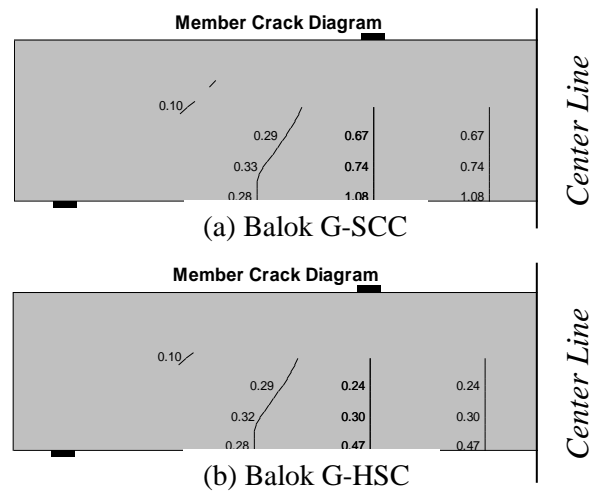 Member Crack Diagram
0.10
0.29 0.67 0.67
0.33 0.74 0.74
0.28 1.08 1.08
Center Line
(a) Balok G-SCC
Member Crack Diagram
0.10
0.29 0.24 0.24
0.32 0.30 0.30
0.28 0.47 0.47
Center Line
(b) Balok G-HSC